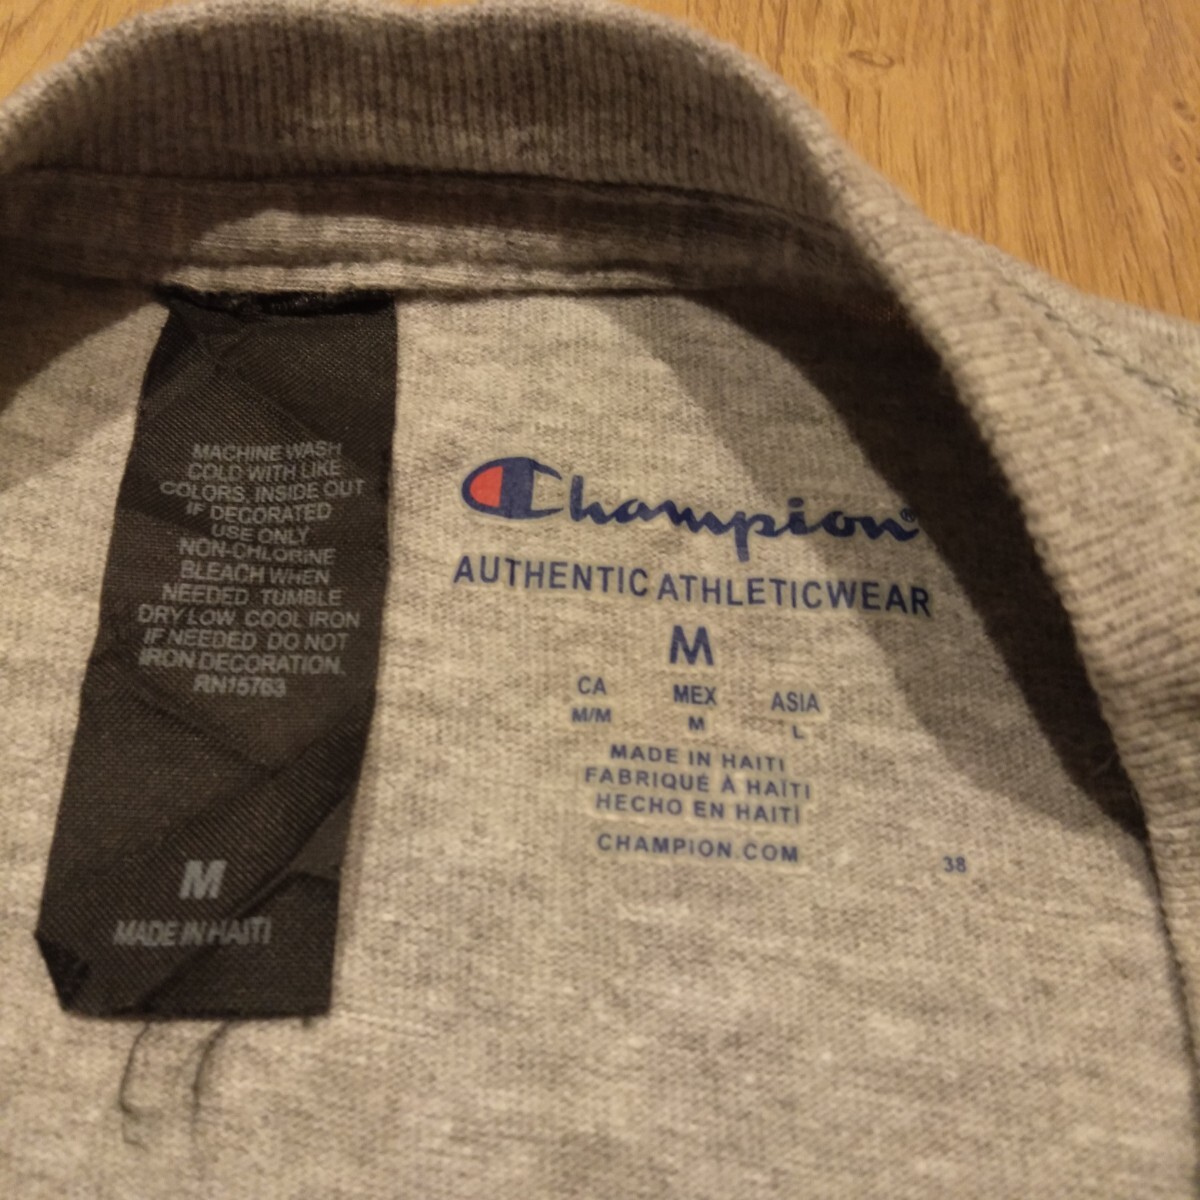 MACHINE WASH
COLD WITH LIKE
COLORS, INSIDE OUT
IF DECORATED
USE ONLY
NON-CHLORINE
BLEACH WHEN
NEEDED. TUMBLE
DRY LOW. COOL IRON
IF NEEDED. DO NOT
IRON DECORATION.
RN15763
M
MADE IN HAITI
Champion®
AUTHENTIC ATHLETICWEAR
M
CA MEX ASIA
M/M M L
MADE IN HAITI
FABRIQUÉ À HAÏTI
HECHO EN HAITÍ
CHAMPION.COM
38